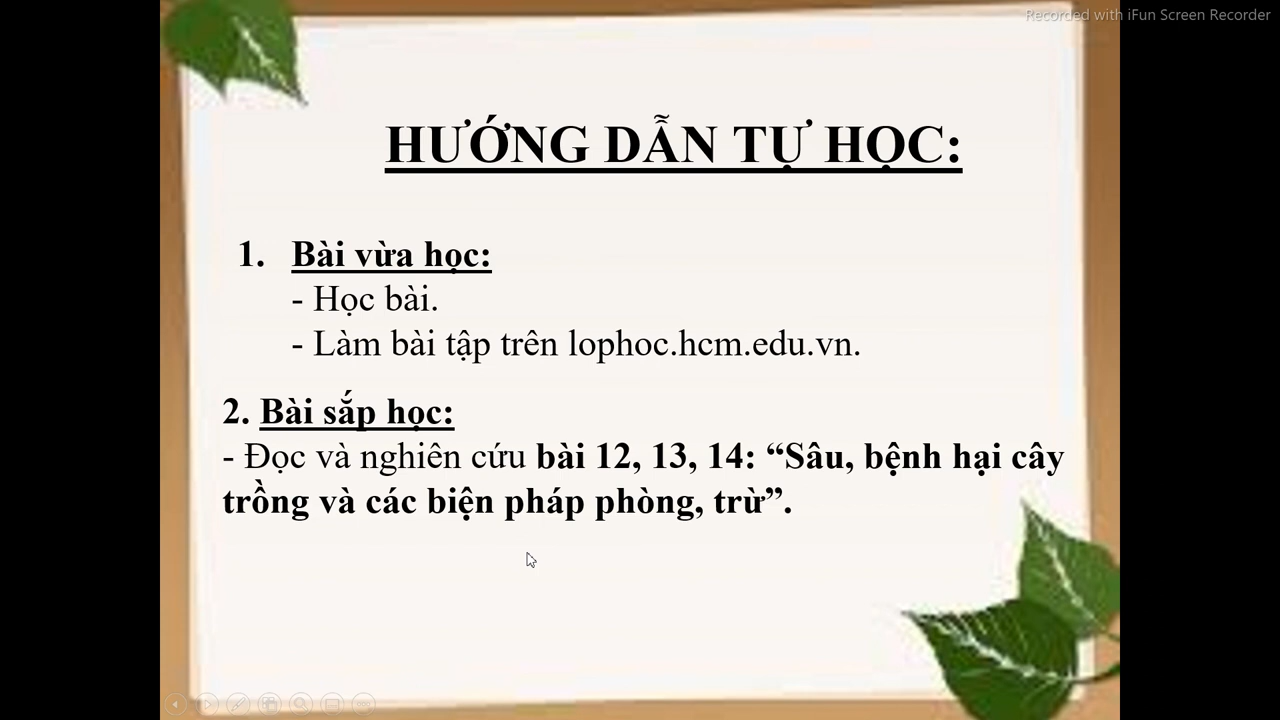 Recorded with iFun Screen Recorder
HƯỚNG DẪN TỰ HỌC:
1. Bài vừa học:
- Học bài.
- Làm bài tập trên lophoc.hcm.edu.vn.
2. Bài sắp học:
- Đọc và nghiên cứu bài 12, 13, 14: “Sâu, bệnh hại cây
trồng và các biện pháp phòng, trừ”.